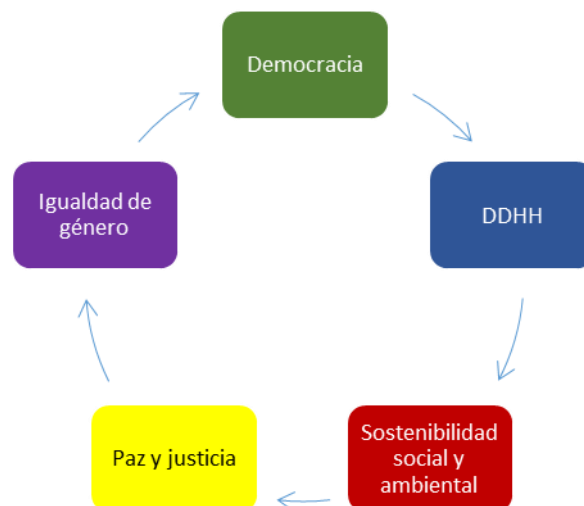 Democracia
DDHH
Sostenibilidad
social y
ambiental
Paz y justicia
Igualdad de
género